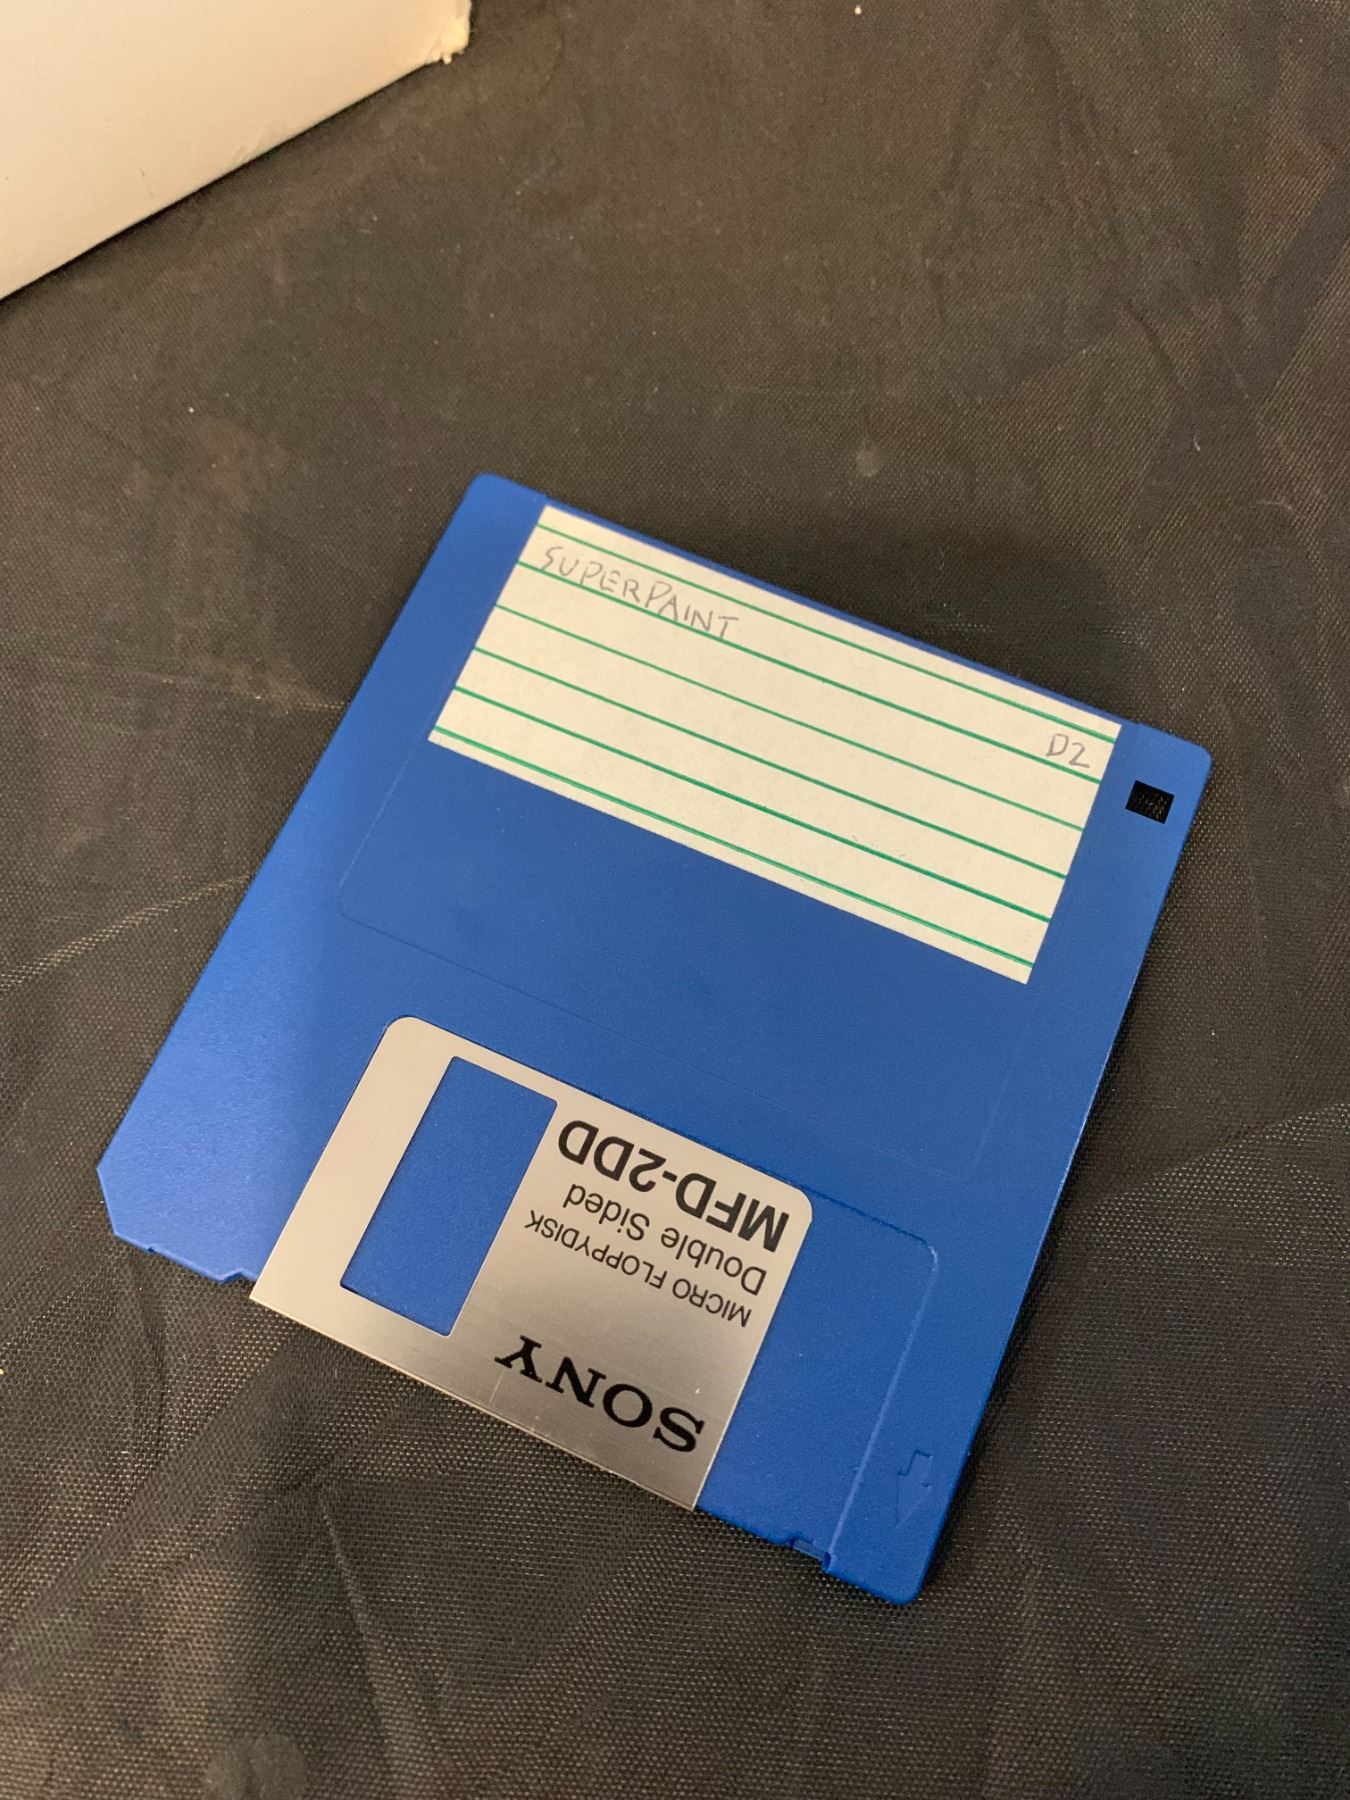 SUPERPAINT
D2
SONY
MICRO FLOPPYDISK
Double Sided
MFD-2DD